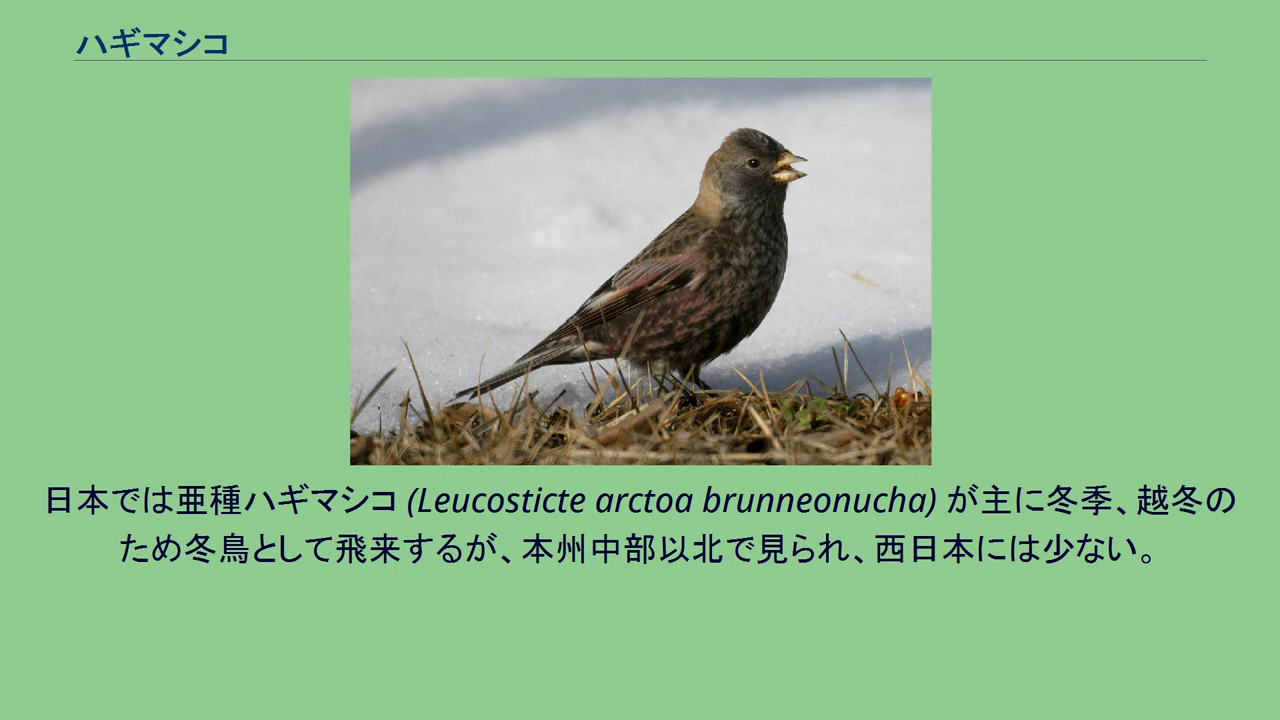 ハギマシコ
日本では亜種ハギマシコ (Leucosticte arctoa brunneonucha) が主に冬季、越冬の
ため冬鳥として飛来するが、本州中部以北で見られ、西日本には少ない。